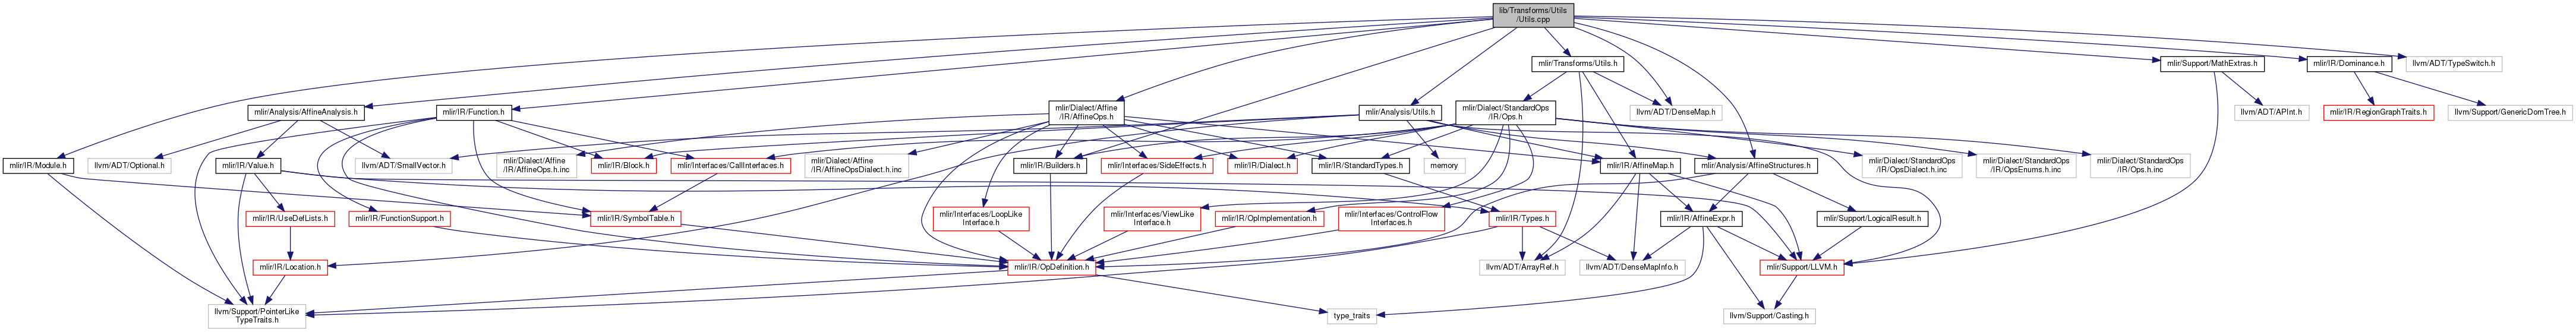 lib/Transforms/Utils
/Utils.cpp
mlir/Transforms/Utils.h
mlir/Support/MathExtras.h
mlir/IR/Dominance.h
llvm/ADT/TypeSwitch.h
mlir/Analysis/AffineAnalysis.h
mlir/IR/Function.h
mlir/Dialect/Affine
/IR/AffineOps.h
mlir/Analysis/Utils.h
mlir/Dialect/StandardOps
/IR/Ops.h
llvm/ADT/DenseMap.h
llvm/ADT/APInt.h
mlir/IR/RegionGraphTraits.h
llvm/Support/GenericDomTree.h
mlir/IR/Module.h
llvm/ADT/Optional.h
mlir/IR/Value.h
llvm/ADT/SmallVector.h
mlir/Dialect/Affine
/IR/AffineOps.h.inc
mlir/IR/Block.h
mlir/Interfaces/CallInterfaces.h
mlir/Dialect/Affine
/IR/AffineOpsDialect.h.inc
mlir/IR/Builders.h
mlir/Interfaces/SideEffects.h
mlir/IR/Dialect.h
mlir/IR/StandardTypes.h
memory
mlir/IR/AffineMap.h
mlir/Analysis/AffineStructures.h
mlir/Dialect/StandardOps
/IR/OpsDialect.h.inc
mlir/Dialect/StandardOps
/IR/OpsEnums.h.inc
mlir/Dialect/StandardOps
/IR/Ops.h.inc
mlir/IR/UseDefLists.h
mlir/IR/FunctionSupport.h
mlir/IR/SymbolTable.h
mlir/Interfaces/LoopLike
Interface.h
mlir/Interfaces/ViewLike
Interface.h
mlir/IR/OpImplementation.h
mlir/Interfaces/ControlFlow
Interfaces.h
mlir/IR/Types.h
mlir/IR/AffineExpr.h
mlir/Support/LogicalResult.h
mlir/IR/Location.h
mlir/IR/OpDefinition.h
llvm/ADT/ArrayRef.h
llvm/ADT/DenseMapInfo.h
mlir/Support/LLVM.h
llvm/Support/PointerLike
TypeTraits.h
type_traits
llvm/Support/Casting.h